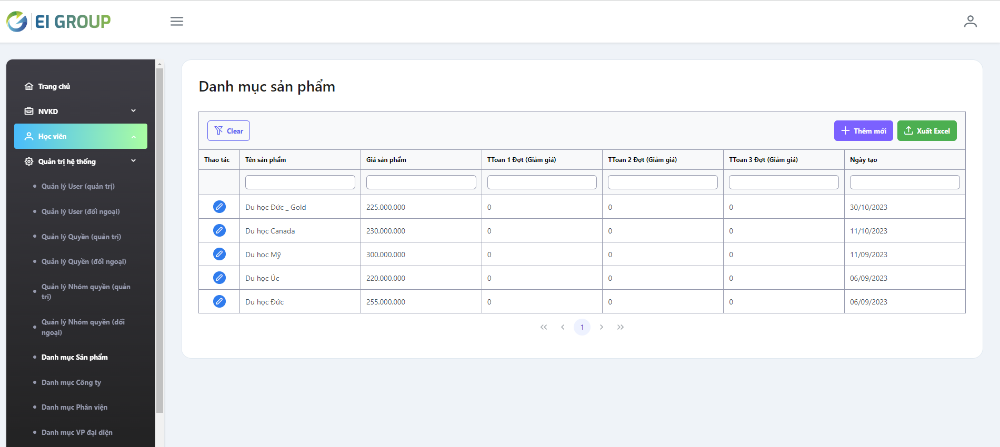 EI GROUP
Trang chủ
NVKD
Học viên
Quản trị hệ thống
Quản lý User (quản trị)
Quản lý User (đối ngoại)
Quản lý Quyền (quản trị)
Quản lý Quyền (đối ngoại)
Quản lý Nhóm quyền (quản
trị)
Quản lý Nhóm quyền (đối
ngoại)
Danh mục Sản phẩm
Danh mục Công ty
Danh mục Phân viện
Danh mục VP đại diện
Danh mục sản phẩm
Clear
Thêm mới
Xuất Excel
Thao tác Tên sản phẩm Giá sản phẩm TToan 1 Đợt (Giảm giá) TToan 2 Đợt (Giảm giá) TToan 3 Đợt (Giảm giá) Ngày tạo
Du học Đức _ Gold 225.000.000 0 0 0 30/10/2023
Du học Canada 230.000.000 0 0 0 11/10/2023
Du học Mỹ 300.000.000 0 0 0 11/09/2023
Du học Úc 220.000.000 0 0 0 06/09/2023
Du học Đức 255.000.000 0 0 0 06/09/2023
1